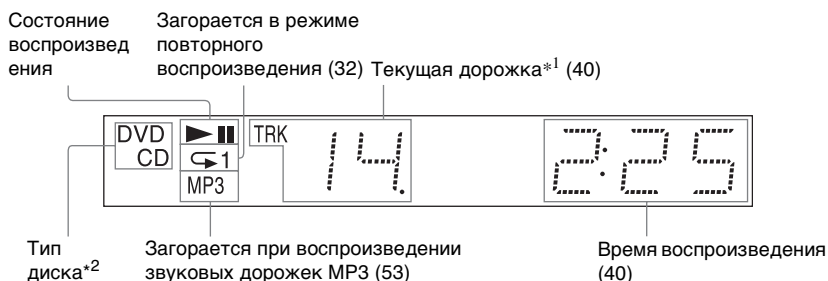 Состояние
воспроизвед
ения
Загорается в режиме
повторного
воспроизведения (32)
Текущая дорожка*1 (40)
DVD
CD
1
MP3
TRK
14.
2:25
Тип
диска*2
Загорается при воспроизведении
звуковых дорожек MP3 (53)
Время воспроизведения
(40)